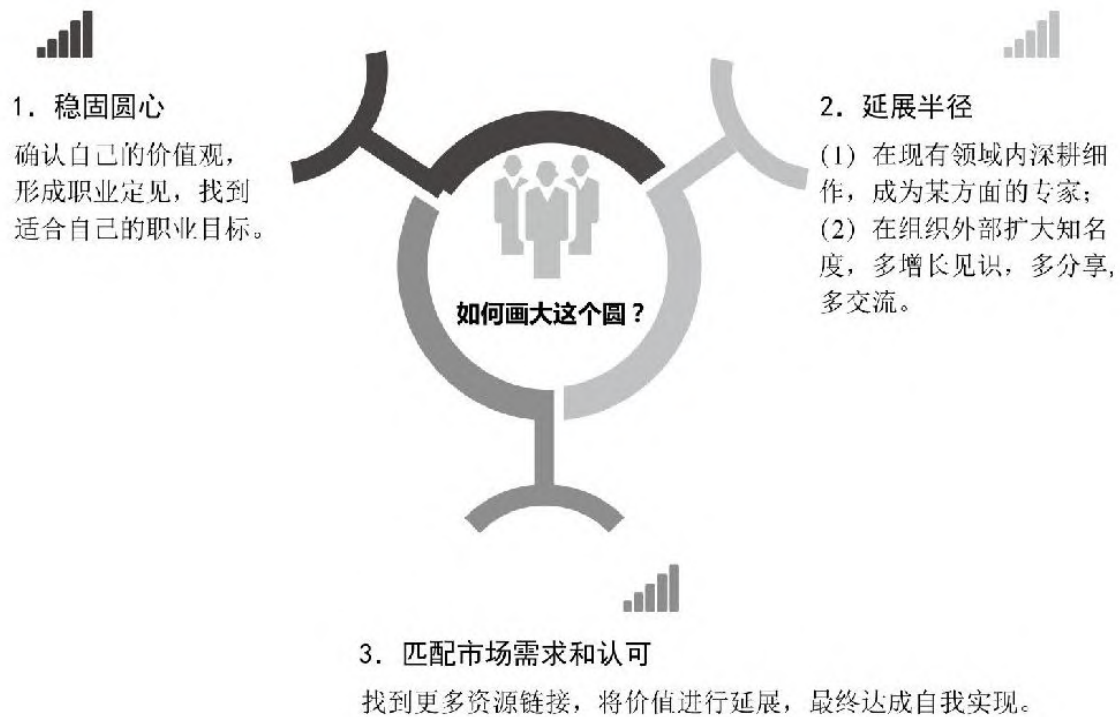 1. 稳固圆心
确认自己的价值观,
形成职业定见，找到
适合自己的职业目标。
如何画大这个圆？
2. 延展半径
(1) 在现有领域内深耕细
作，成为某方面的专家；
(2) 在组织外部扩大知名
度，多增长见识，多分享,
多交流。
3. 匹配市场需求和认可
找到更多资源链接，将价值进行延展，最终达成自我实现。